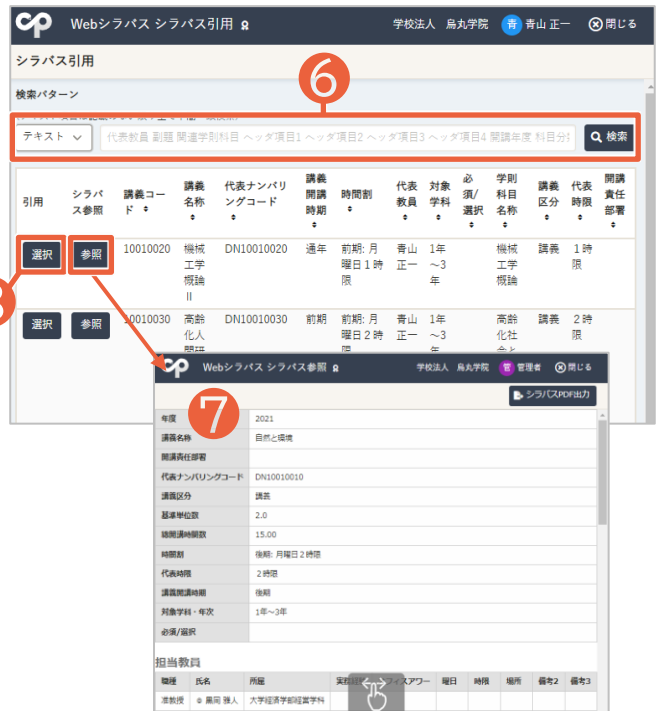 Webシラバス シラバス引用 学校法人 烏丸学院 青 青山 正一 閉じる
シラバス引用
6
検索パターン
テキスト 代表教員 副題 関連学則科目 ヘッダ項目1 ヘッダ項目2 ヘッダ項目3 ヘッダ項目4 開講年度 科目分 検索
引用 シラバス参照 講義コード 講義名称 代表ナンバリングコード 講義開講時期 時間割 代表教員 対象学科 必須/選択 学則科目名称 講義区分 代表時限 開講責任部署
選択 参照 10010020 機械工学概論II DN10010020 通年 前期: 月曜日1時限 青山正一 1年～3年 機械工学概論 講義 1時限
選択 参照 10010030 高齢化人 DN10010030 前期 前期: 月曜日2時限 青山正一 1年～3年 高齢化社 講義 2時限
Webシラバス シラバス参照 学校法人 烏丸学院 管 管理者 閉じる
7
シラバスPDF出力
年度 2021
講義名称 自然と環境
開講責任部署
代表ナンバリングコード DN10010010
講義区分 講義
基準単位数 2.0
総開講時間数 15.00
時間割 後期: 月曜日2時限
代表時限 2時限
講義開講時期 後期
対象学科・年次 1年～3年
必須/選択
担当教員
職種 氏名 所属 曜日 時限 場所 備考2 備考3
准教授 黒岡 雅人 大学経済学部経営学科